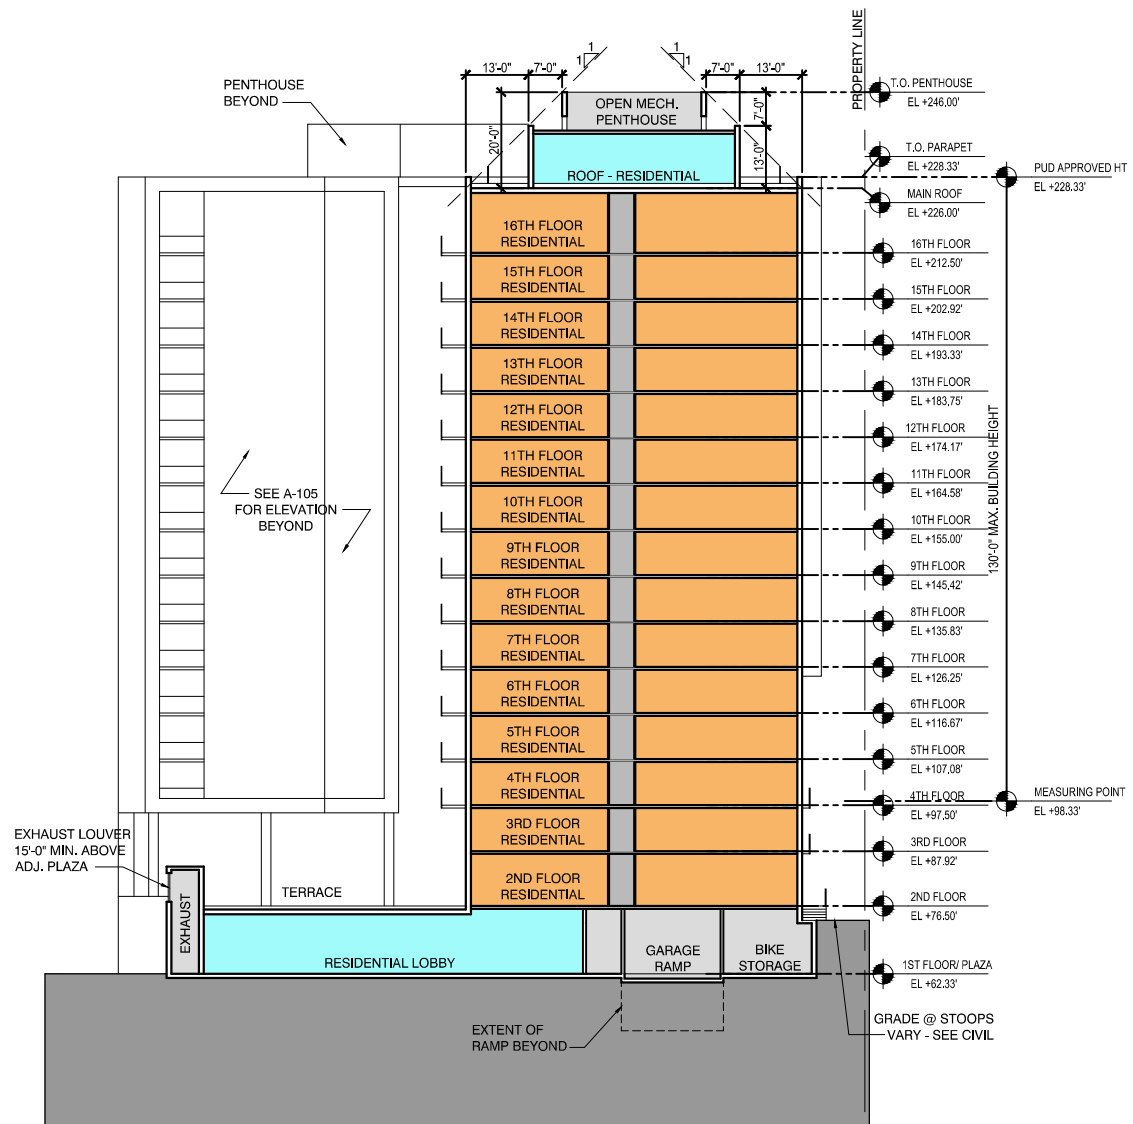 1
1
1
1
13'-0"
7'-0"
7'-0"
13'-0"
PROPERTY LINE
PENTHOUSE
BEYOND
OPEN MECH.
PENTHOUSE
20'-0"
7'-0"
13'-0"
ROOF - RESIDENTIAL
T.O. PENTHOUSE
EL +246.00'
T.O. PARAPET
EL +228.33'
PUD APPROVED HT
EL +228.33'
MAIN ROOF
EL +226.00'
16TH FLOOR
RESIDENTIAL
16TH FLOOR
EL +212.50'
15TH FLOOR
RESIDENTIAL
15TH FLOOR
EL +202.92'
14TH FLOOR
RESIDENTIAL
14TH FLOOR
EL +193.33'
13TH FLOOR
RESIDENTIAL
13TH FLOOR
EL +183.75'
12TH FLOOR
RESIDENTIAL
12TH FLOOR
EL +174.17'
11TH FLOOR
RESIDENTIAL
11TH FLOOR
EL +164.58'
10TH FLOOR
RESIDENTIAL
10TH FLOOR
EL +155.00'
9TH FLOOR
RESIDENTIAL
9TH FLOOR
EL +145.42'
8TH FLOOR
RESIDENTIAL
8TH FLOOR
EL +135.83'
7TH FLOOR
RESIDENTIAL
7TH FLOOR
EL +126.25'
6TH FLOOR
RESIDENTIAL
6TH FLOOR
EL +116.67'
5TH FLOOR
RESIDENTIAL
5TH FLOOR
EL +107.08'
4TH FLOOR
RESIDENTIAL
4TH FLOOR
EL +97.50'
3RD FLOOR
RESIDENTIAL
3RD FLOOR
EL +87.92'
2ND FLOOR
RESIDENTIAL
2ND FLOOR
EL +76.50'
130'-0" MAX. BUILDING HEIGHT
MEASURING POINT
EL +98.33'
SEE A-105
FOR ELEVATION
BEYOND
EXHAUST LOUVER
15'-0" MIN. ABOVE
ADJ. PLAZA
TERRACE
EXHAUST
RESIDENTIAL LOBBY
GARAGE
RAMP
BIKE
STORAGE
1ST FLOOR/ PLAZA
EL +62.33'
EXTENT OF
RAMP BEYOND
GRADE @ STOOPS
VARY - SEE CIVIL